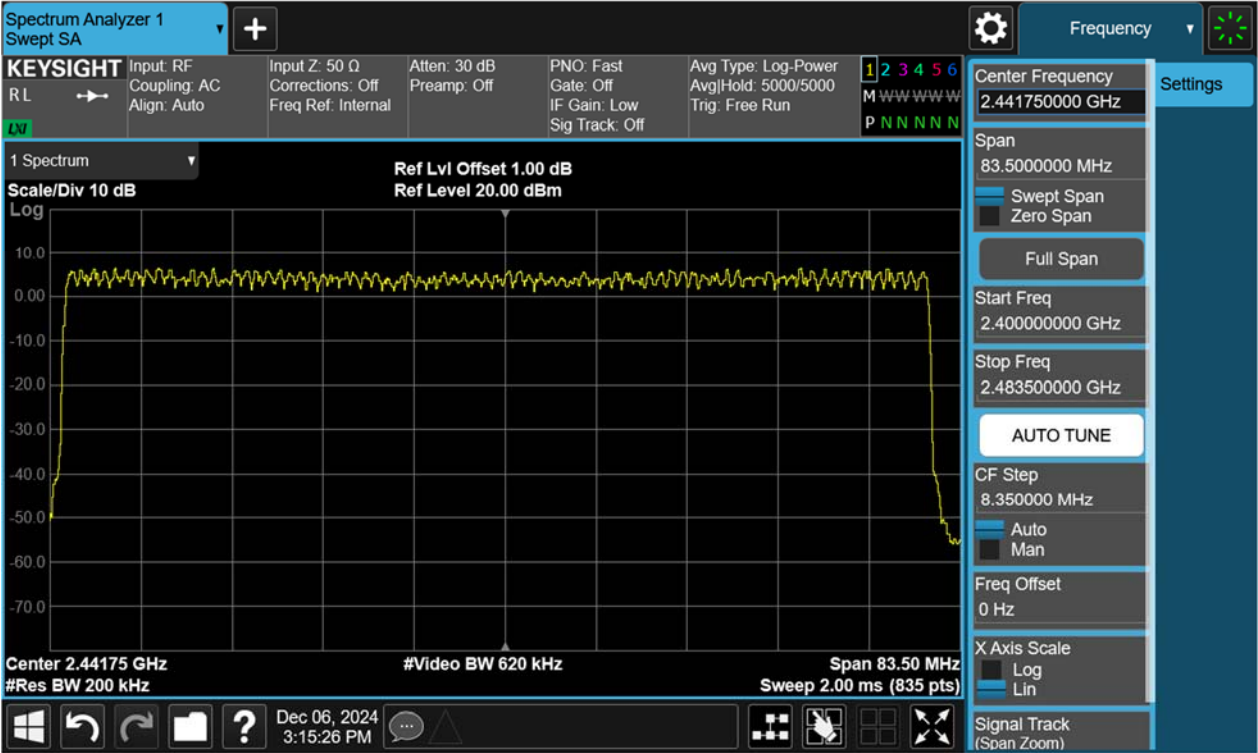 Spectrum Analyzer 1
Swept SA
+
Frequency
KEYSIGHT
Input: RF
Input Z: 50 Ω
Atten: 30 dB
PNO: Fast
Avg Type: Log-Power
1 2 3 4 5 6
R L
Coupling: AC
Corrections: Off
Preamp: Off
Gate: Off
Avg|Hold: 5000/5000
M W W W W W
Align: Auto
Freq Ref: Internal
IF Gain: Low
Trig: Free Run
LXI
Sig Track: Off
P N N N N N
1 Spectrum
Ref Lvl Offset 1.00 dB
Scale/Div 10 dB
Ref Level 20.00 dBm
Log
10.0
0.00
-10.0
-20.0
-30.0
-40.0
-50.0
-60.0
-70.0
Center 2.44175 GHz
#Video BW 620 kHz
Span 83.50 MHz
#Res BW 200 kHz
Sweep 2.00 ms (835 pts)
?
Dec 06, 2024
3:15:26 PM
Center Frequency
2.441750000 GHz
Settings
Span
83.5000000 MHz
Swept Span
Zero Span
Full Span
Start Freq
2.400000000 GHz
Stop Freq
2.483500000 GHz
AUTO TUNE
CF Step
8.350000 MHz
Auto
Man
Freq Offset
0 Hz
X Axis Scale
Log
Lin
Signal Track
(Span Zoom)